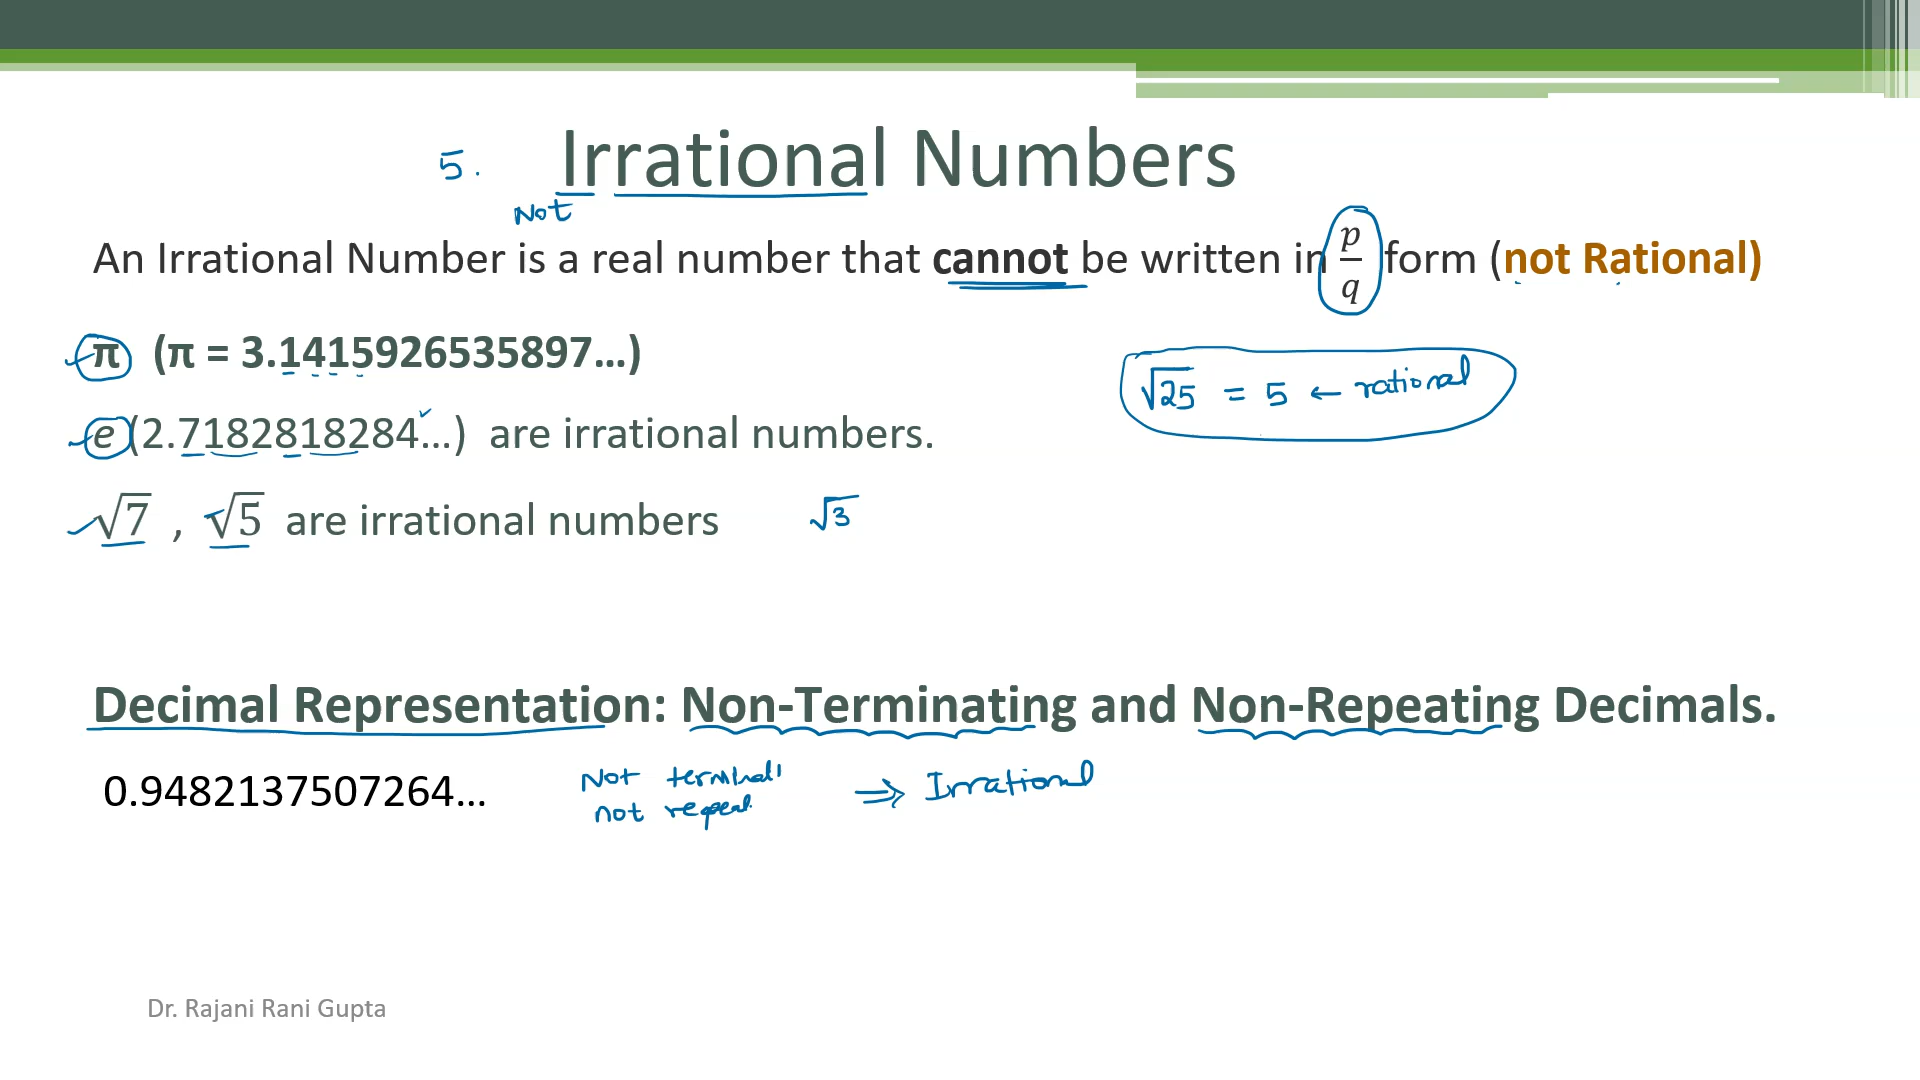 5. Irrational Numbers
Not
An Irrational Number is a real number that cannot be written in p/q form (not Rational)
π (π = 3.1415926535897...)
√25 = 5 ← rational
e (2.7182818284...) are irrational numbers.
√7 , √5 are irrational numbers √3
Decimal Representation: Non-Terminating and Non-Repeating Decimals.
0.9482137507264...
Not
not repeat
⇒ Irrational
Dr. Rajani Rani Gupta